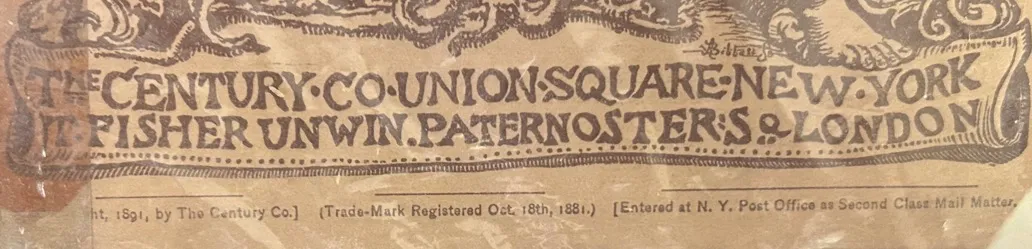 THE CENTURY·CO·UNION·SQUARE·NEW·YORK
FISHER UNWIN. PATERNOSTER: SQ LONDON
ht, 1891, by The Century Co.] (Trade-Mark Registered Oct. 18th, 1881.) [Entered at N. Y. Post Office as Second Class Mail Matter.